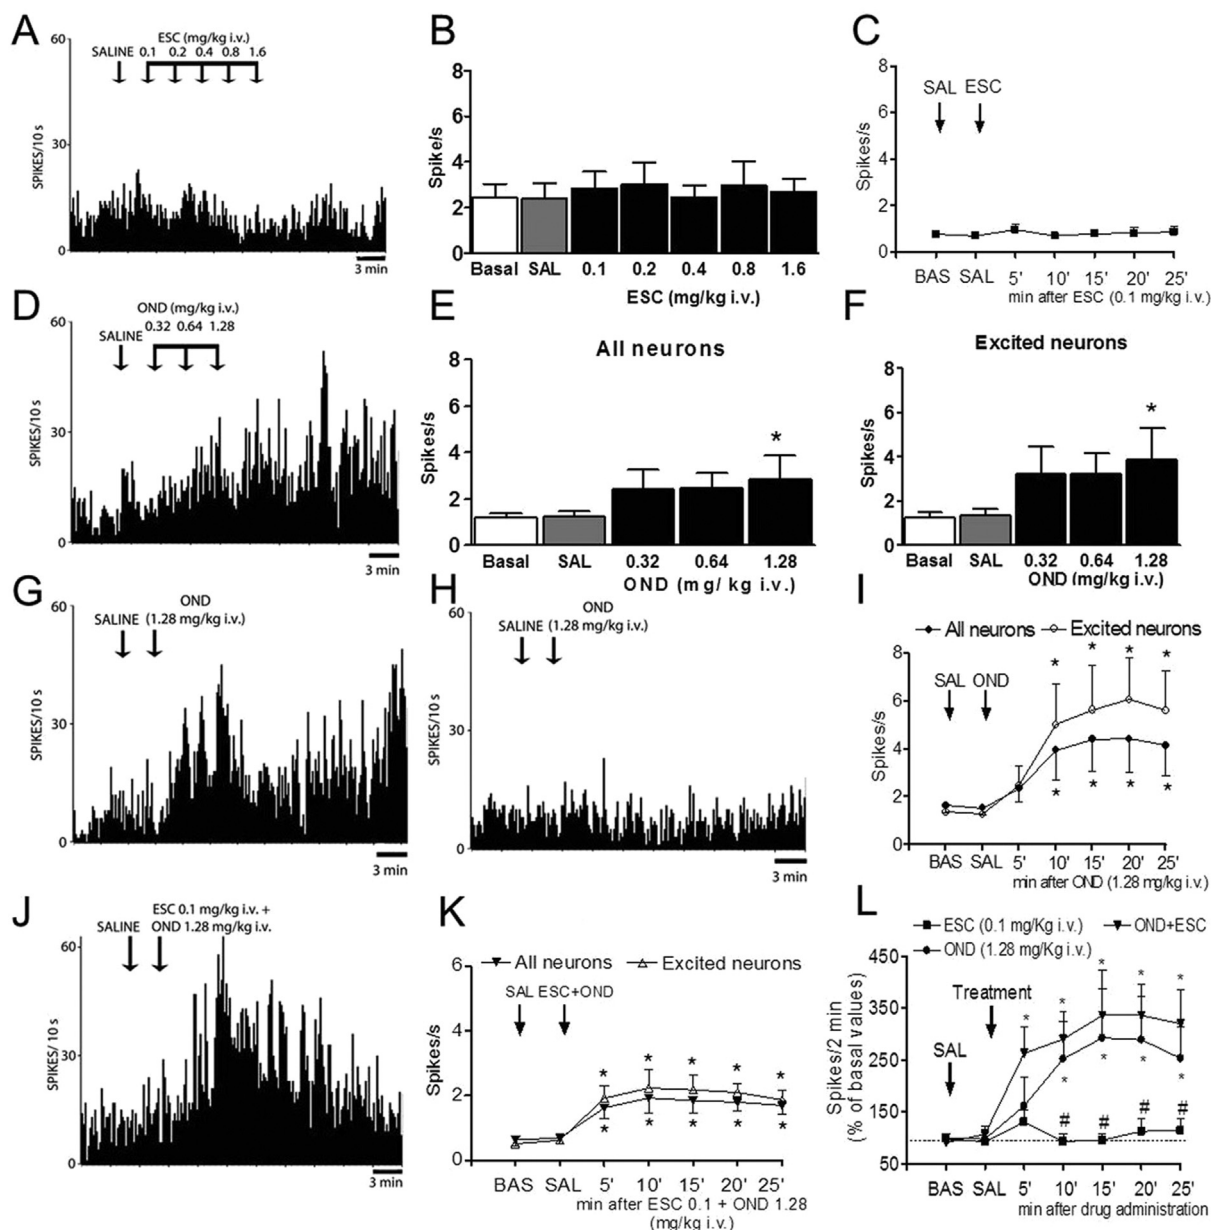 A
ESC (mg/kg i.v.)
SALINE 0.1 0.2 0.4 0.8 1.6
60
30
0
SPIKES/10 s
3 min
B
8
6
4
2
0
Spike/s
Basal SAL 0.1 0.2 0.4 0.8 1.6
ESC (mg/kg i.v.)
C
8
6
4
2
0
Spikes/s
SAL ESC
BAS SAL 5' 10' 15' 20' 25'
min after ESC (0.1 mg/kg i.v.)
D
OND (mg/kg i.v.)
0.32 0.64 1.28
SALINE
60
30
0
SPIKES/10 s
3 min
E
All neurons
8
6
4
2
0
Spikes/s
*
Basal SAL 0.32 0.64 1.28
OND (mg/ kg i.v.)
F
Excited neurons
8
6
4
2
0
Spikes/s
*
Basal SAL 0.32 0.64 1.28
OND (mg/kg i.v.)
G
OND
SALINE (1.28 mg/kg i.v.)
60
30
0
SPIKES/10 s
3 min
H
OND
SALINE (1.28 mg/kg i.v.)
60
30
0
SPIKES/10 s
3 min
I
All neurons Excited neurons
8
6
4
2
0
Spikes/s
SAL OND
* * * *
* * * *
BAS SAL 5' 10' 15' 20' 25'
min after OND (1.28 mg/kg i.v.)
J
ESC 0.1 mg/kg i.v. +
SALINE OND 1.28 mg/kg i.v.
60
30
0
SPIKES/ 10 s
3 min
K
All neurons Excited neurons
6
4
2
0
Spikes/s
SAL ESC+OND
* * * * *
* * * * *
BAS SAL 5' 10' 15' 20' 25'
min after ESC 0.1 + OND 1.28
(mg/kg i.v.)
L
ESC (0.1 mg/Kg i.v.) OND+ESC
OND (1.28 mg/Kg i.v.)
450
350
250
150
50
Spikes/2 min
(% of basal values)
Treatment
SAL
* * * * *
* * * *
# # # #
BAS SAL 5' 10' 15' 20' 25'
min after drug administration